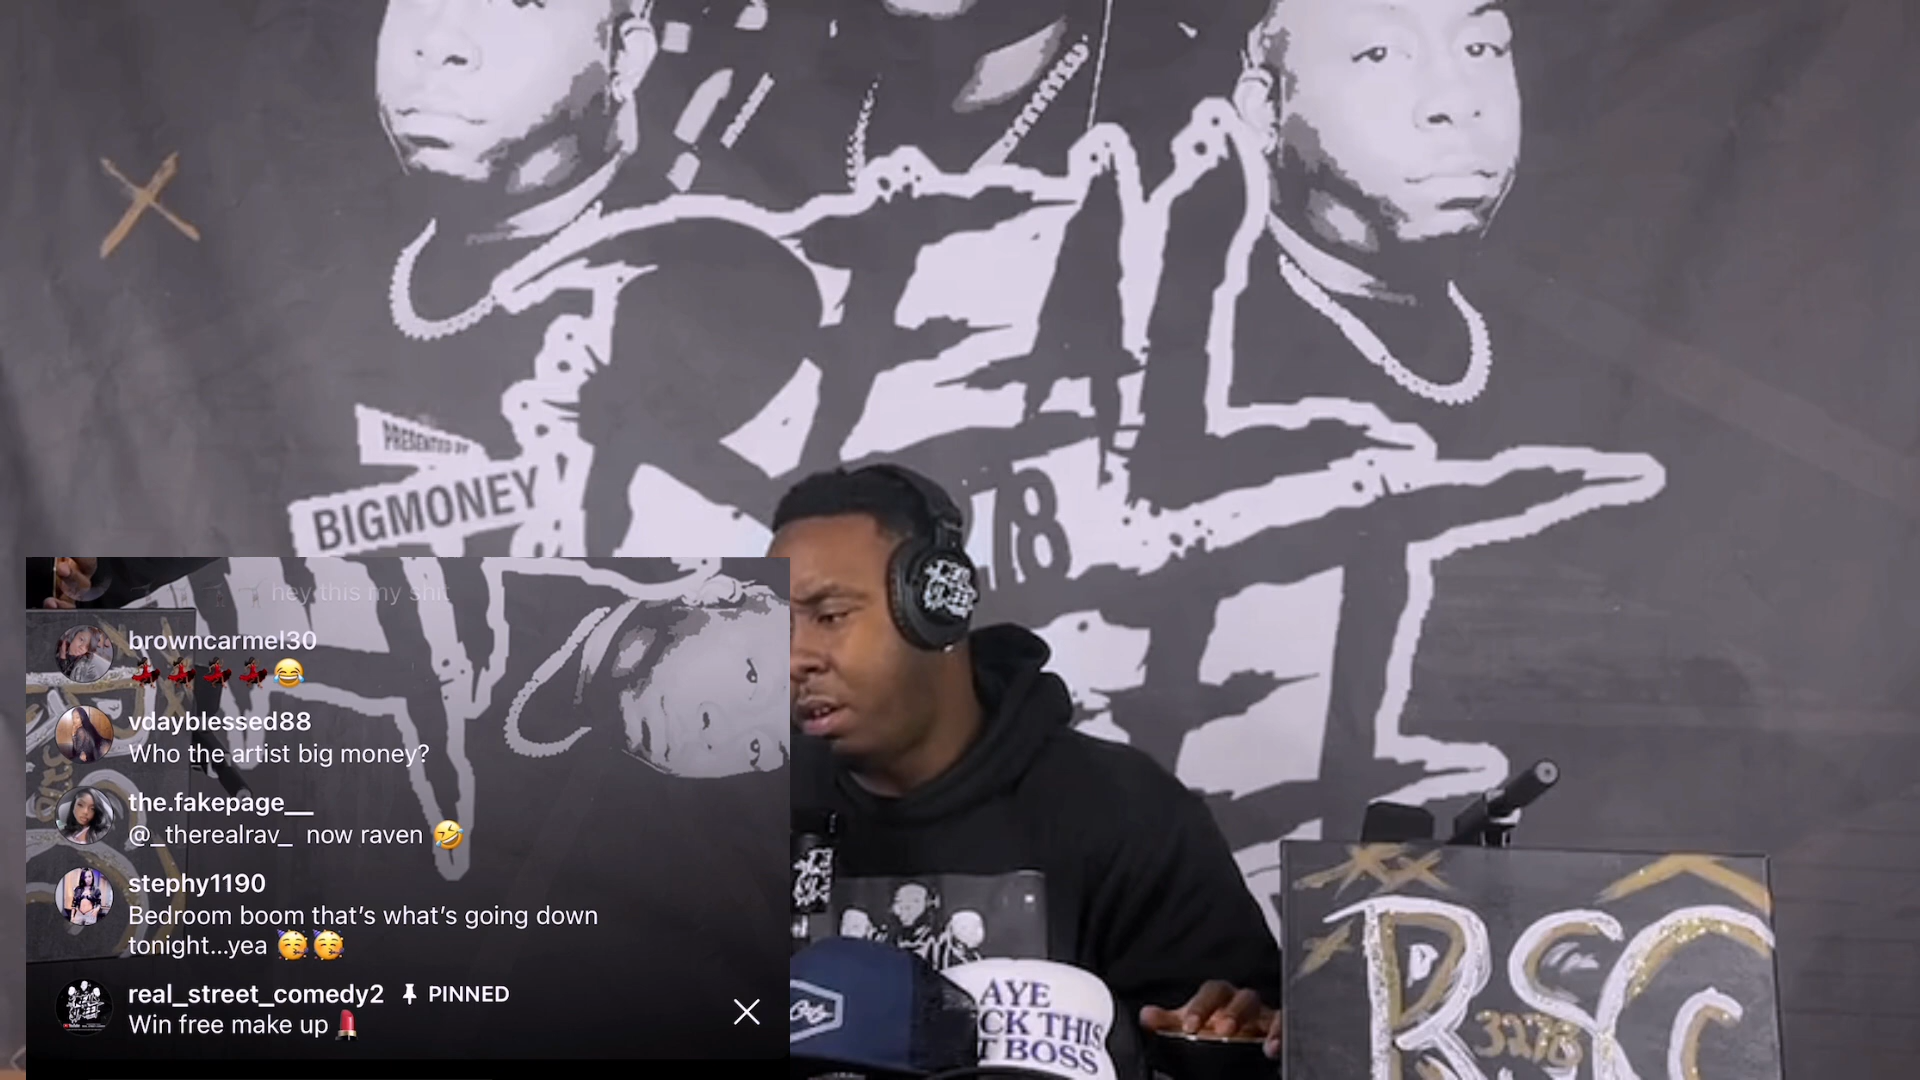 PRESENTED BY
BIGMONEY
78
hey this my shit
browncarmel30
💃💃💃💃😂
vdayblessed88
Who the artist big money?
the.fakepage__
@_therealrav_ now raven 🤣
stephy1190
Bedroom boom that’s what’s going down
tonight...yea 🥳🥳
real_street_comedy2 PINNED
Win free make up 💄
AYE
CK THIS
T BOSS
RSC
3278